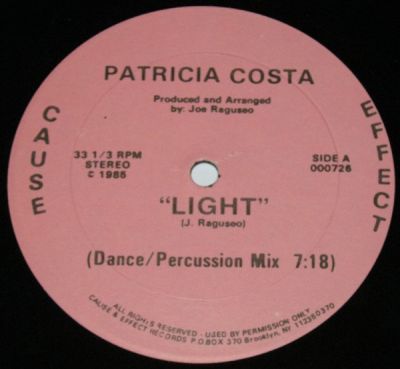 PATRICIA COSTA
Produced and Arranged
by: Joe Raguseo
CAUSE
EFFECT
33 1/3 RPM
STEREO
© 1986
SIDE A
000726
"LIGHT"
(J. Raguseo)
(Dance/Percussion Mix 7:18)
ALL RIGHTS RESERVED - USED BY PERMISSION ONLY
CAUSE & EFFECT RECORDS P.O BOX 370 Brooklyn, NY 112350370